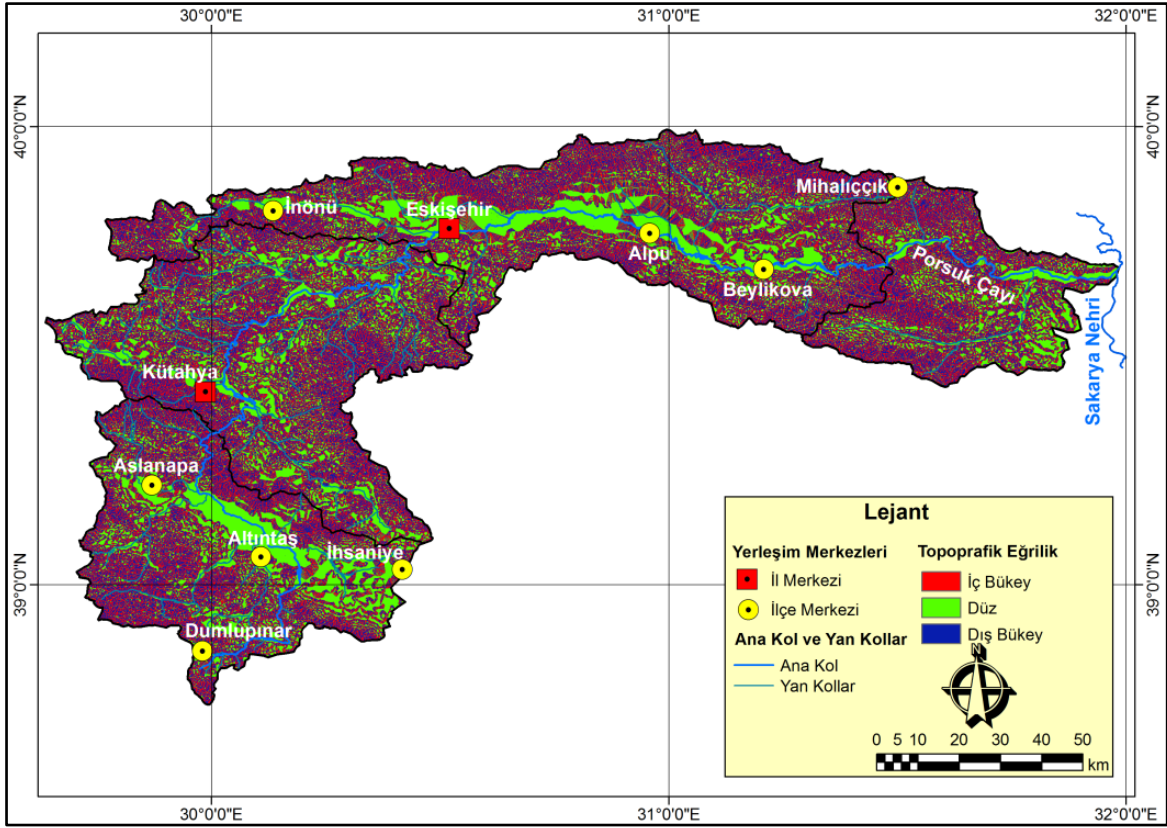 30°0'0"E 31°0'0"E 32°0'0"E
40°0'0"N 40°0'0"N
Mihalıççık
İnönü
Eskişehir
Alpu
Porsuk Çayı
Beylikova
Sakarya Nehri
Kütahya
Aslanapa
Altıntaş
İhsaniye
39°0'0"N 39°0'0"N
Dumlupınar
Lejant
Yerleşim Merkezleri
İl Merkezi
İlçe Merkezi
Ana Kol ve Yan Kollar
Ana Kol
Yan Kollar
Topoprafik Eğrilik
İç Bükey
Düz
Dış Bükey
N
0 5 10 20 30 40 50
km
30°0'0"E 31°0'0"E 32°0'0"E